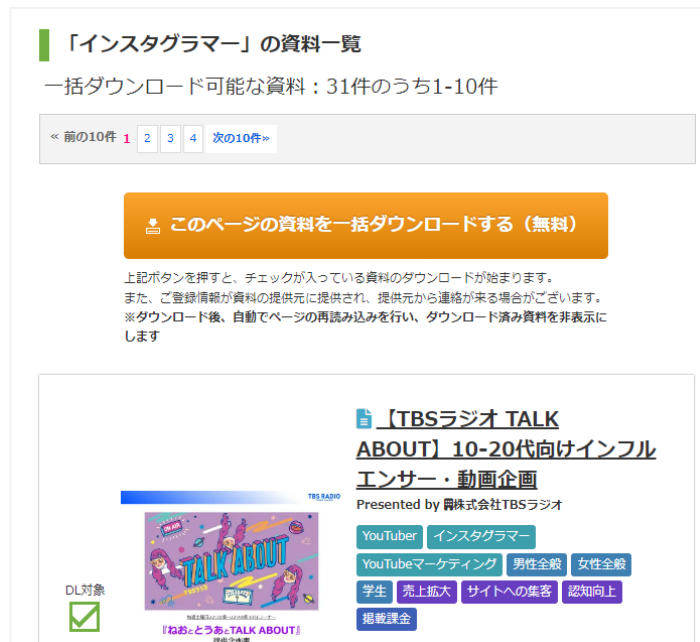 「インスタグラマー」の資料一覧
一括ダウンロード可能な資料：31件のうち1-10件
« 前の10件 1 2 3 4 次の10件»
このページの資料を一括ダウンロードする（無料）
上記ボタンを押すと、チェックが入っている資料のダウンロードが始まります。
また、ご登録情報が資料の提供元に提供され、提供元から連絡が来る場合がございます。
※ダウンロード後、自動でページの再読み込みを行い、ダウンロード済み資料を非表示に
します
【TBSラジオ TALK
ABOUT】10-20代向けインフル
エンサー・動画企画
Presented by 株式会社TBSラジオ
YouTuber インスタグラマー
YouTubeマーケティング 男性全般 女性全般
学生 売上拡大 サイトへの集客 認知向上
掲載課金
DL対象
TBS RADIO
ON AIR
TALK ABOUT
『ねおととうあとTALK ABOUT』